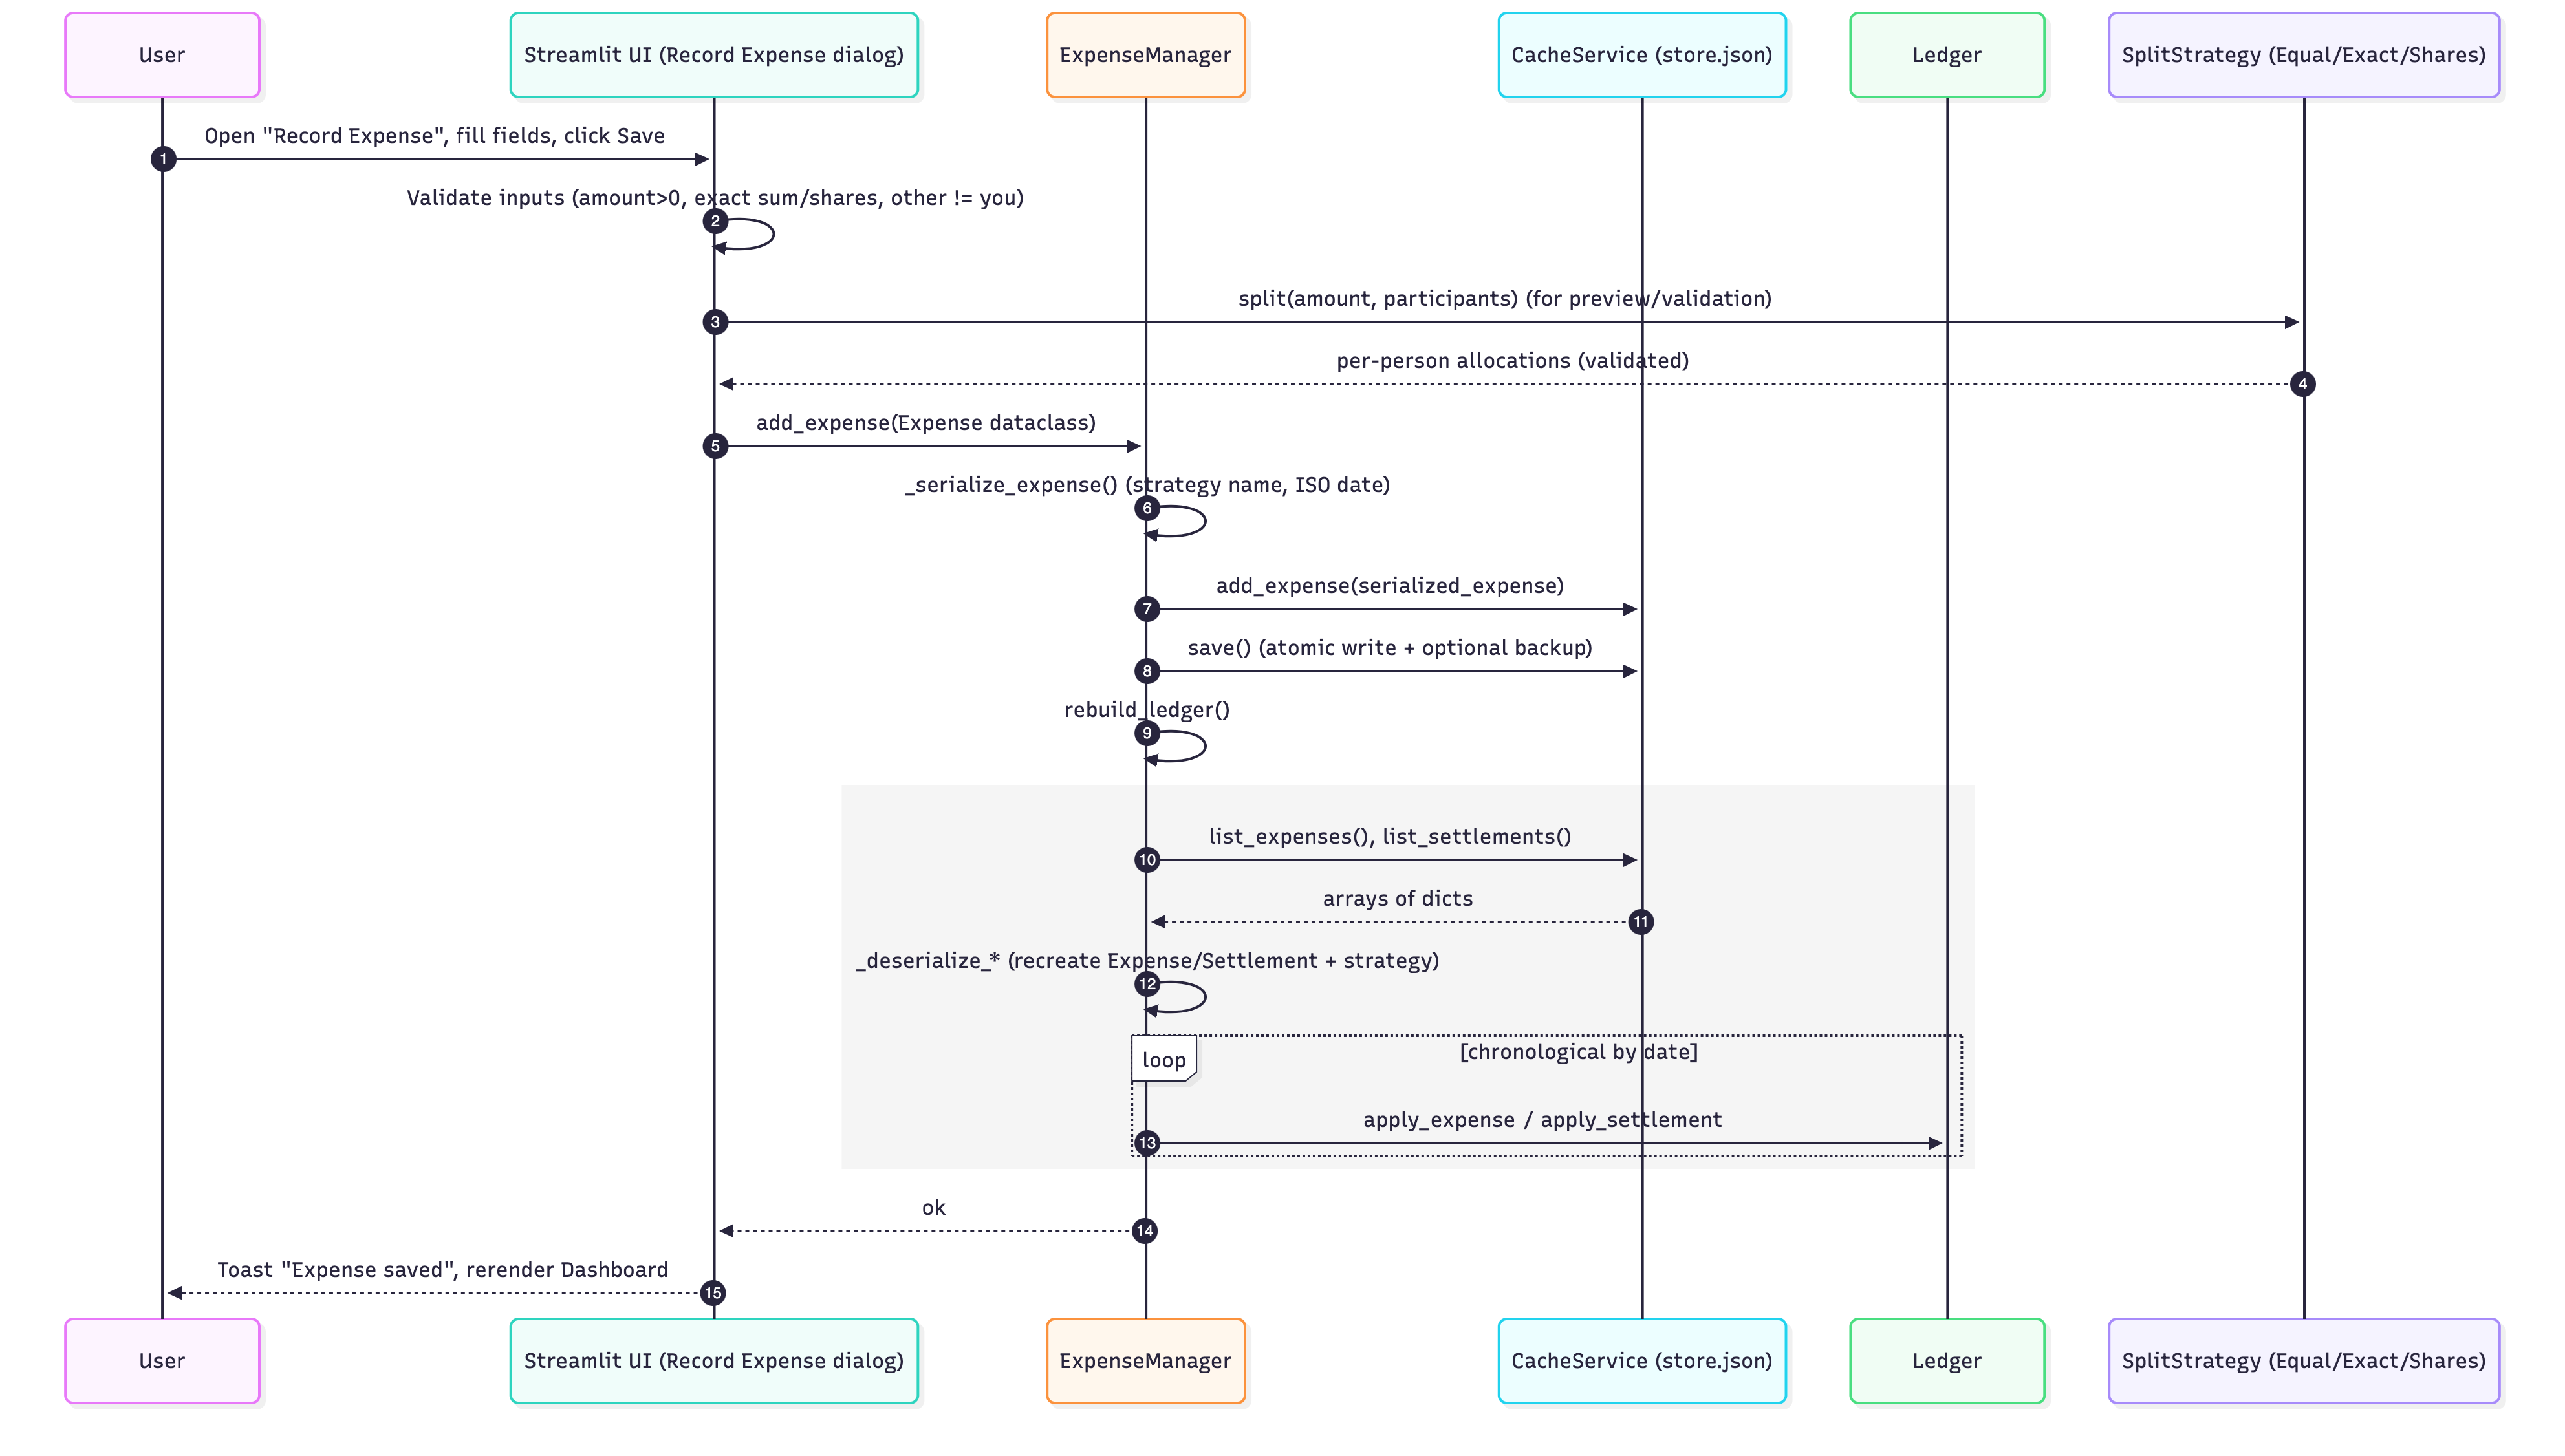 User
Streamlit UI (Record Expense dialog)
ExpenseManager
CacheService (store.json)
Ledger
SplitStrategy (Equal/Exact/Shares)
Open "Record Expense", fill fields, click Save
1
Validate inputs (amount>0, exact sum/shares, other != you)
2
split(amount, participants) (for preview/validation)
3
per-person allocations (validated)
4
add_expense(Expense dataclass)
5
_serialize_expense() (strategy name, ISO date)
6
add_expense(serialized_expense)
7
save() (atomic write + optional backup)
8
rebuild_ledger()
9
list_expenses(), list_settlements()
10
arrays of dicts
11
_deserialize_* (recreate Expense/Settlement + strategy)
12
loop
[chronological by date]
apply_expense / apply_settlement
13
ok
14
Toast "Expense saved", rerender Dashboard
15
User
Streamlit UI (Record Expense dialog)
ExpenseManager
CacheService (store.json)
Ledger
SplitStrategy (Equal/Exact/Shares)